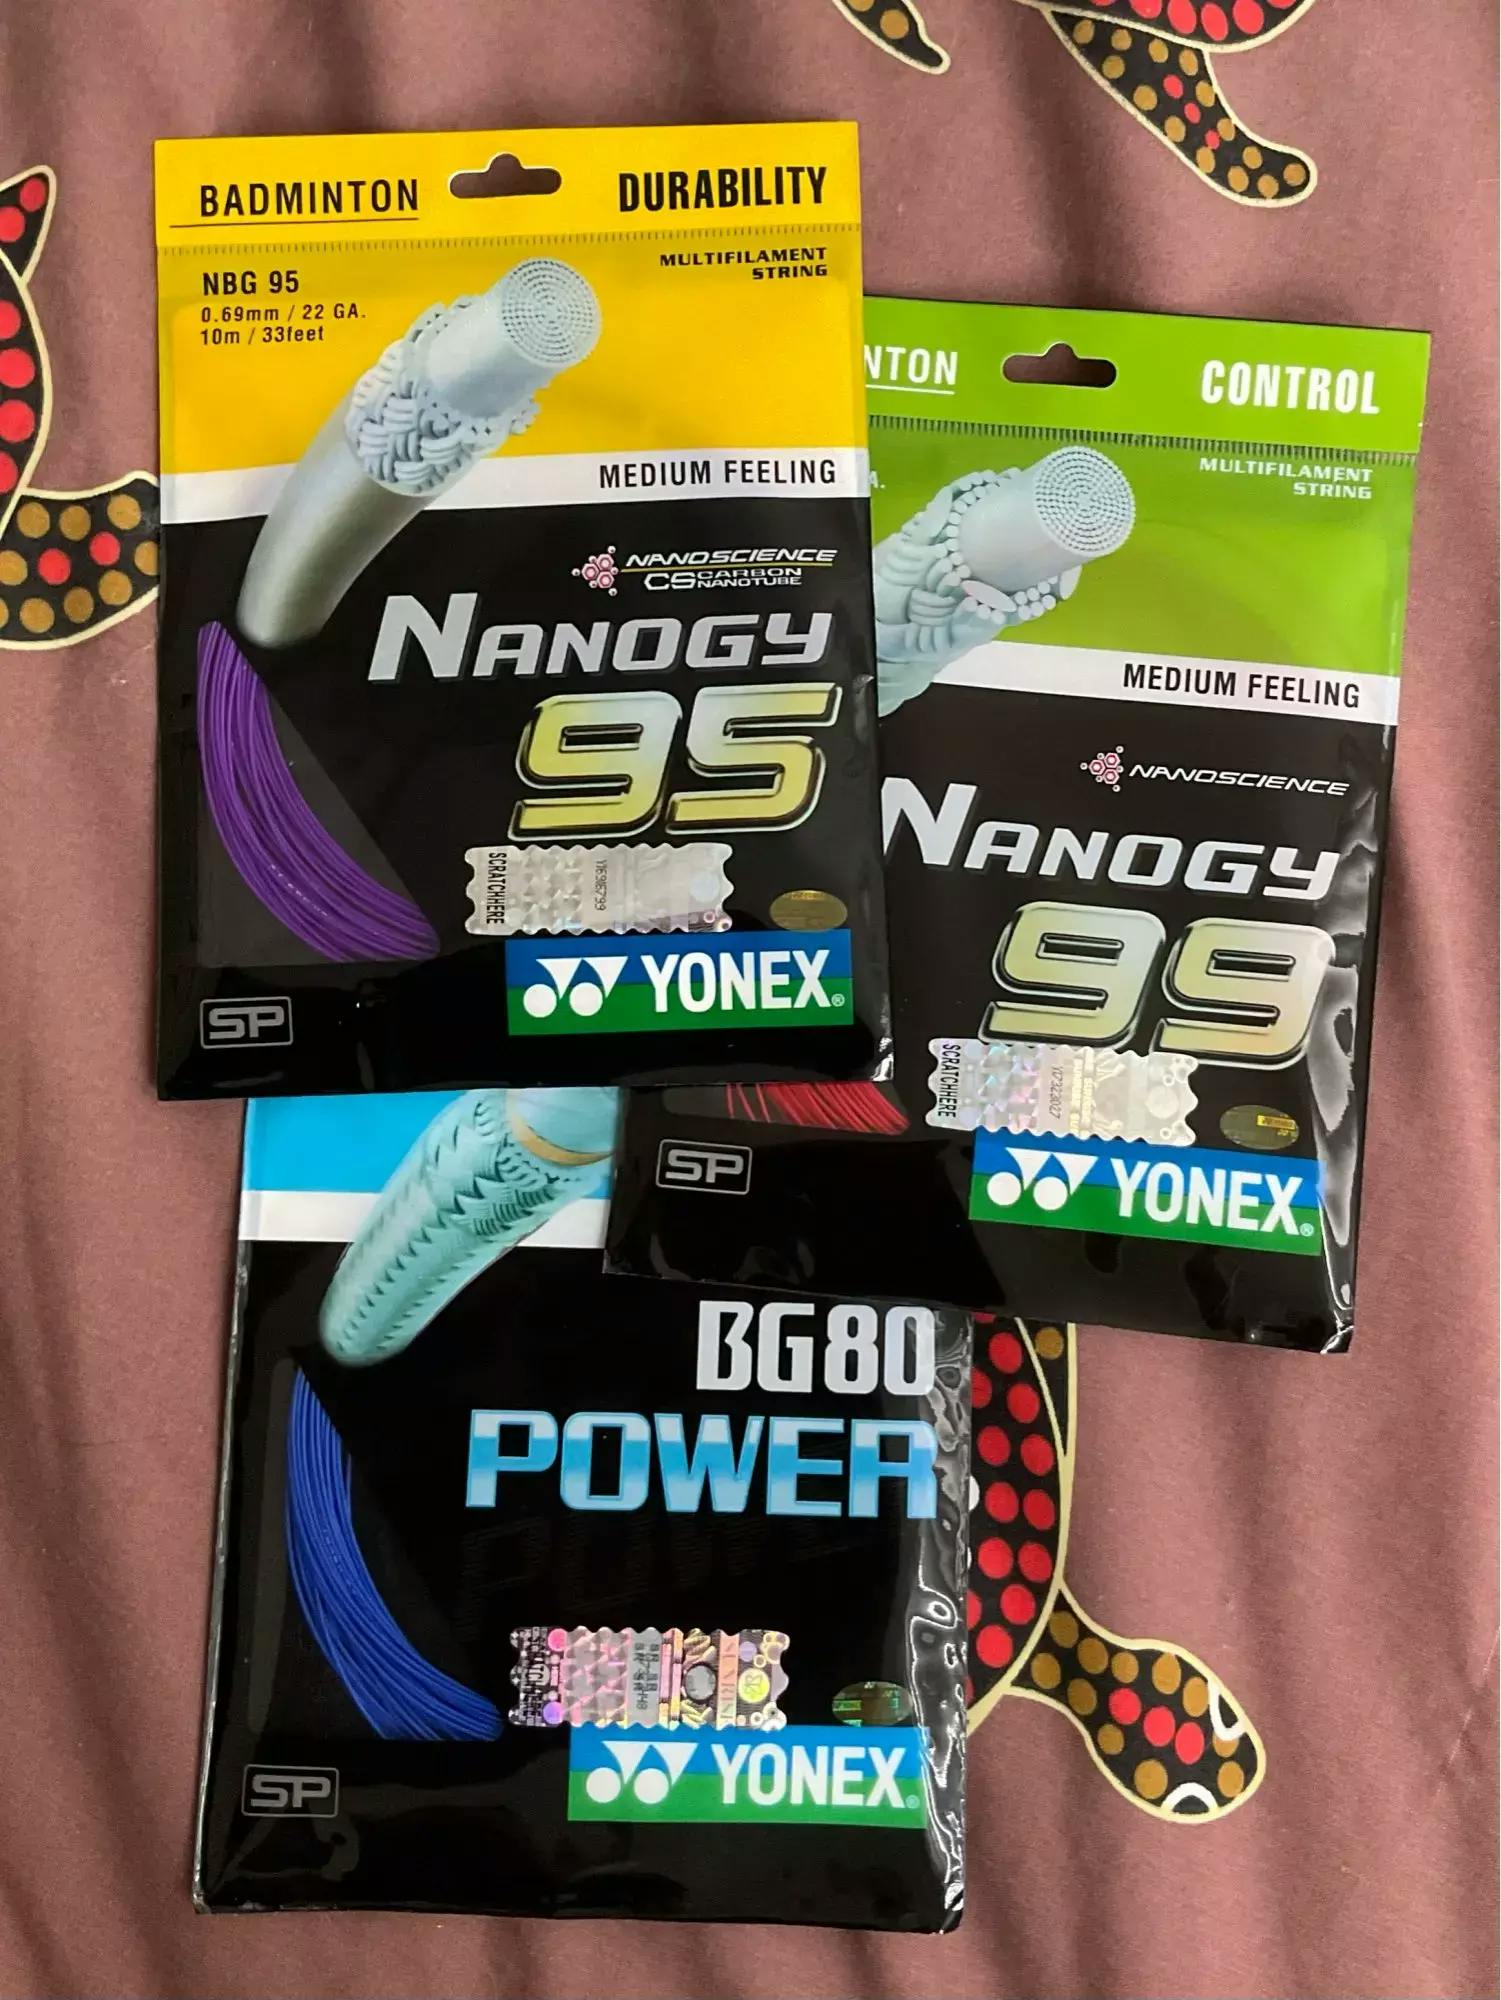 BADMINTON
DURABILITY
NBG 95
0.69mm / 22 GA.
10m / 33feet
MULTIFILAMENT
STRING
MEDIUM FEELING
NANOSCIENCE
CS CARBON
NANOTUBE
NANOGY
95
SCRATCHHERE
YONEX®
SP
NTON
CONTROL
A.
MULTIFILAMENT
STRING
MEDIUM FEELING
NANOSCIENCE
NANOGY
99
SCRATCHHERE
YONEX®
SP
BG80
POWER
YONEX®
SP